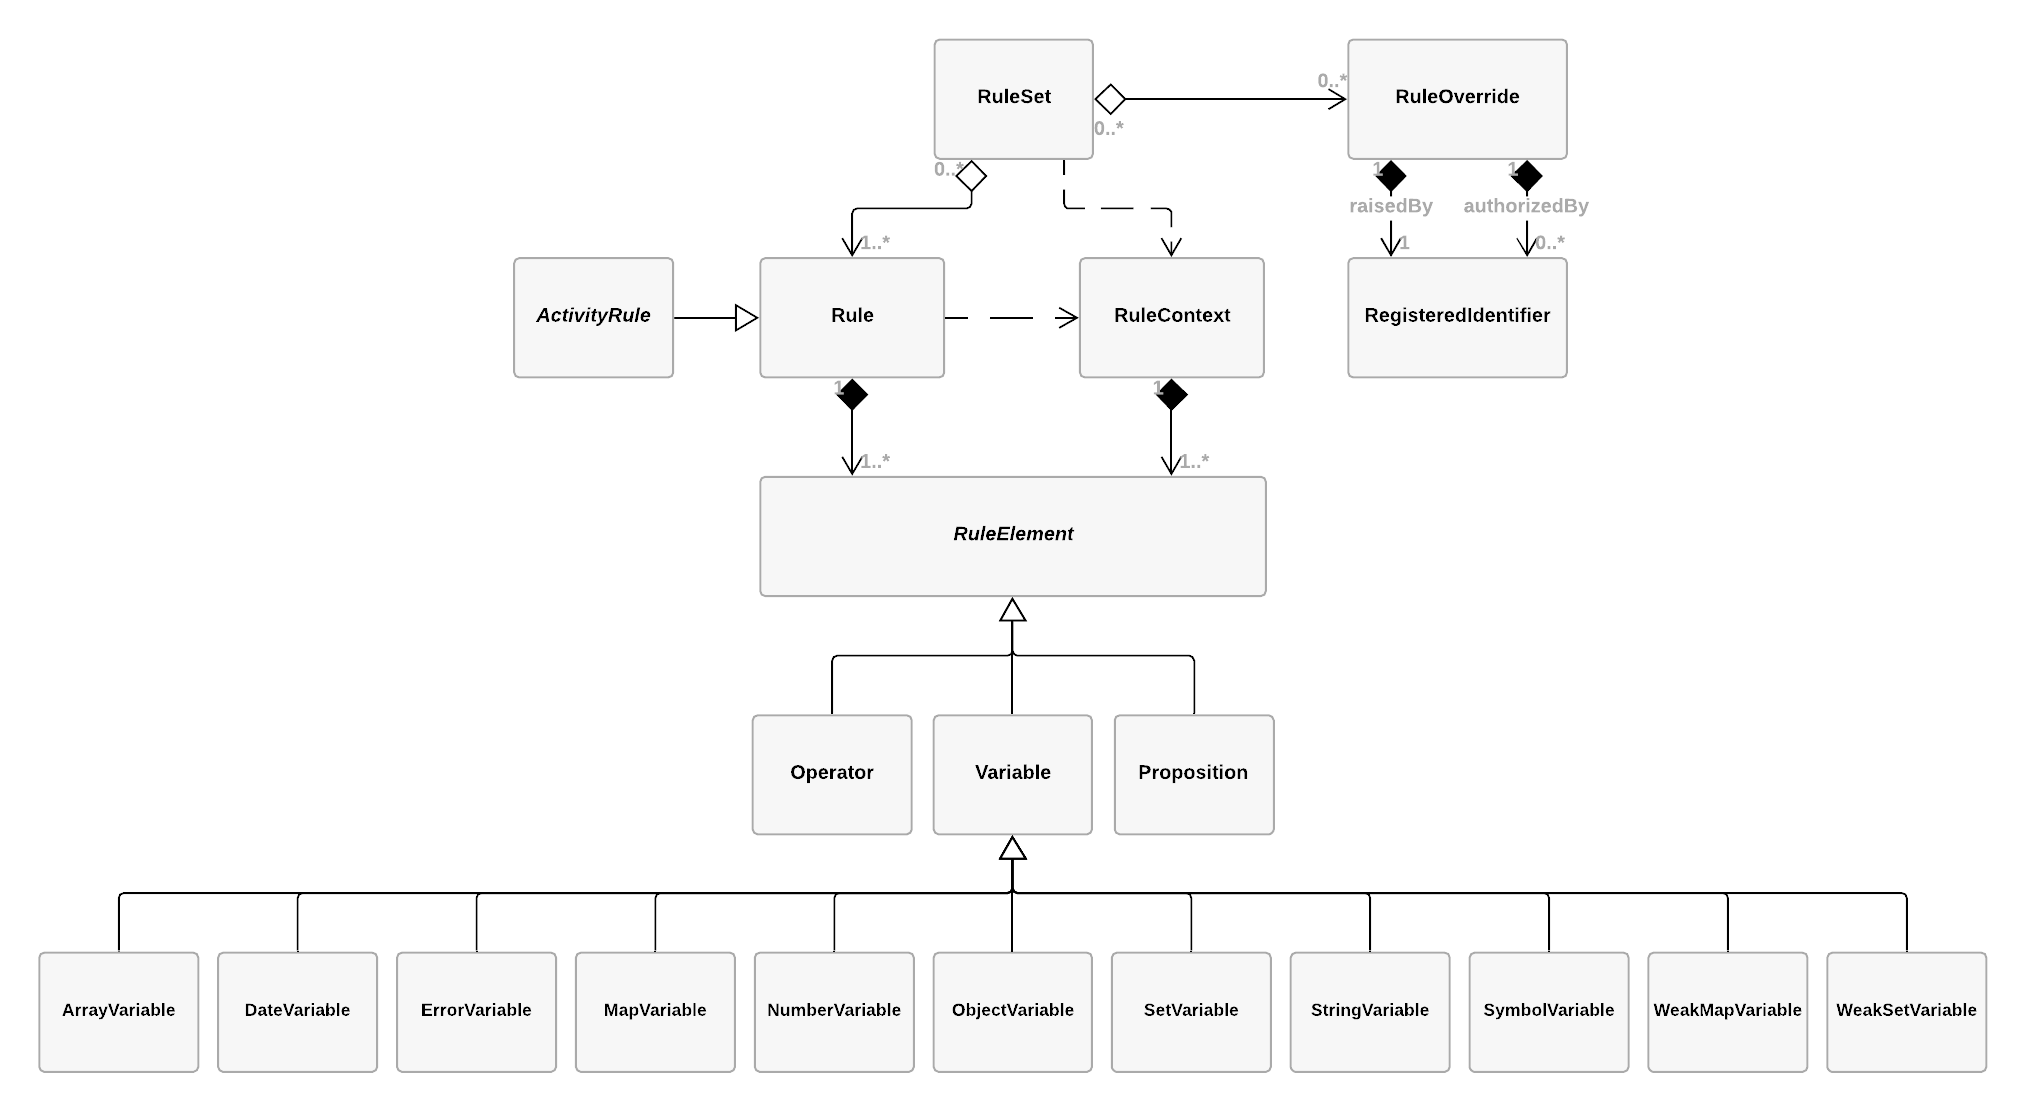 RuleSet
0..*
0..*
RuleOverride
0..*
1
1
raisedBy
authorizedBy
1..*
1
0..*
ActivityRule
Rule
RuleContext
RegisteredIdentifier
1
1
1..*
1..*
RuleElement
Operator
Variable
Proposition
ArrayVariable
DateVariable
ErrorVariable
MapVariable
NumberVariable
ObjectVariable
SetVariable
StringVariable
SymbolVariable
WeakMapVariable
WeakSetVariable